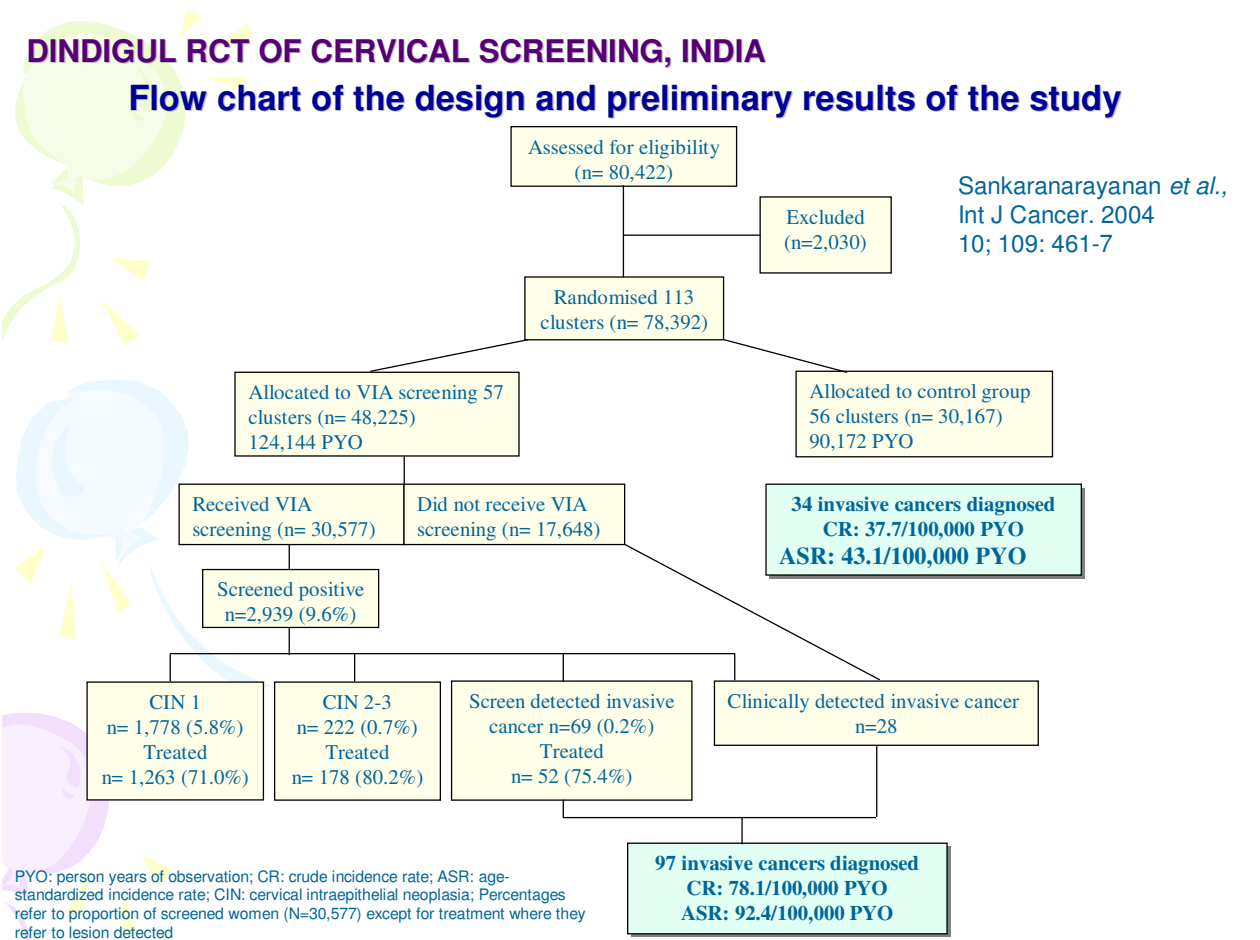 DINDIGUL RCT OF CERVICAL SCREENING, INDIA
Flow chart of the design and preliminary results of the study
Assessed for eligibility
(n= 80,422)
Sankaranarayanan et al.,
Int J Cancer. 2004
10; 109: 461-7
Excluded
(n=2,030)
Randomised 113
clusters (n= 78,392)
Allocated to VIA screening 57
clusters (n= 48,225)
124,144 PYO
Allocated to control group
56 clusters (n= 30,167)
90,172 PYO
Received VIA
screening (n= 30,577)
Did not receive VIA
screening (n= 17,648)
34 invasive cancers diagnosed
CR: 37.7/100,000 PYO
ASR: 43.1/100,000 PYO
Screened positive
n=2,939 (9.6%)
CIN 1
n= 1,778 (5.8%)
Treated
n= 1,263 (71.0%)
CIN 2-3
n= 222 (0.7%)
Treated
n= 178 (80.2%)
Screen detected invasive
cancer n=69 (0.2%)
Treated
n= 52 (75.4%)
Clinically detected invasive cancer
n=28
97 invasive cancers diagnosed
CR: 78.1/100,000 PYO
ASR: 92.4/100,000 PYO
PYO: person years of observation; CR: crude incidence rate; ASR: age-
standardized incidence rate; CIN: cervical intraepithelial neoplasia; Percentages
refer to proportion of screened women (N=30,577) except for treatment where they
refer to lesion detected